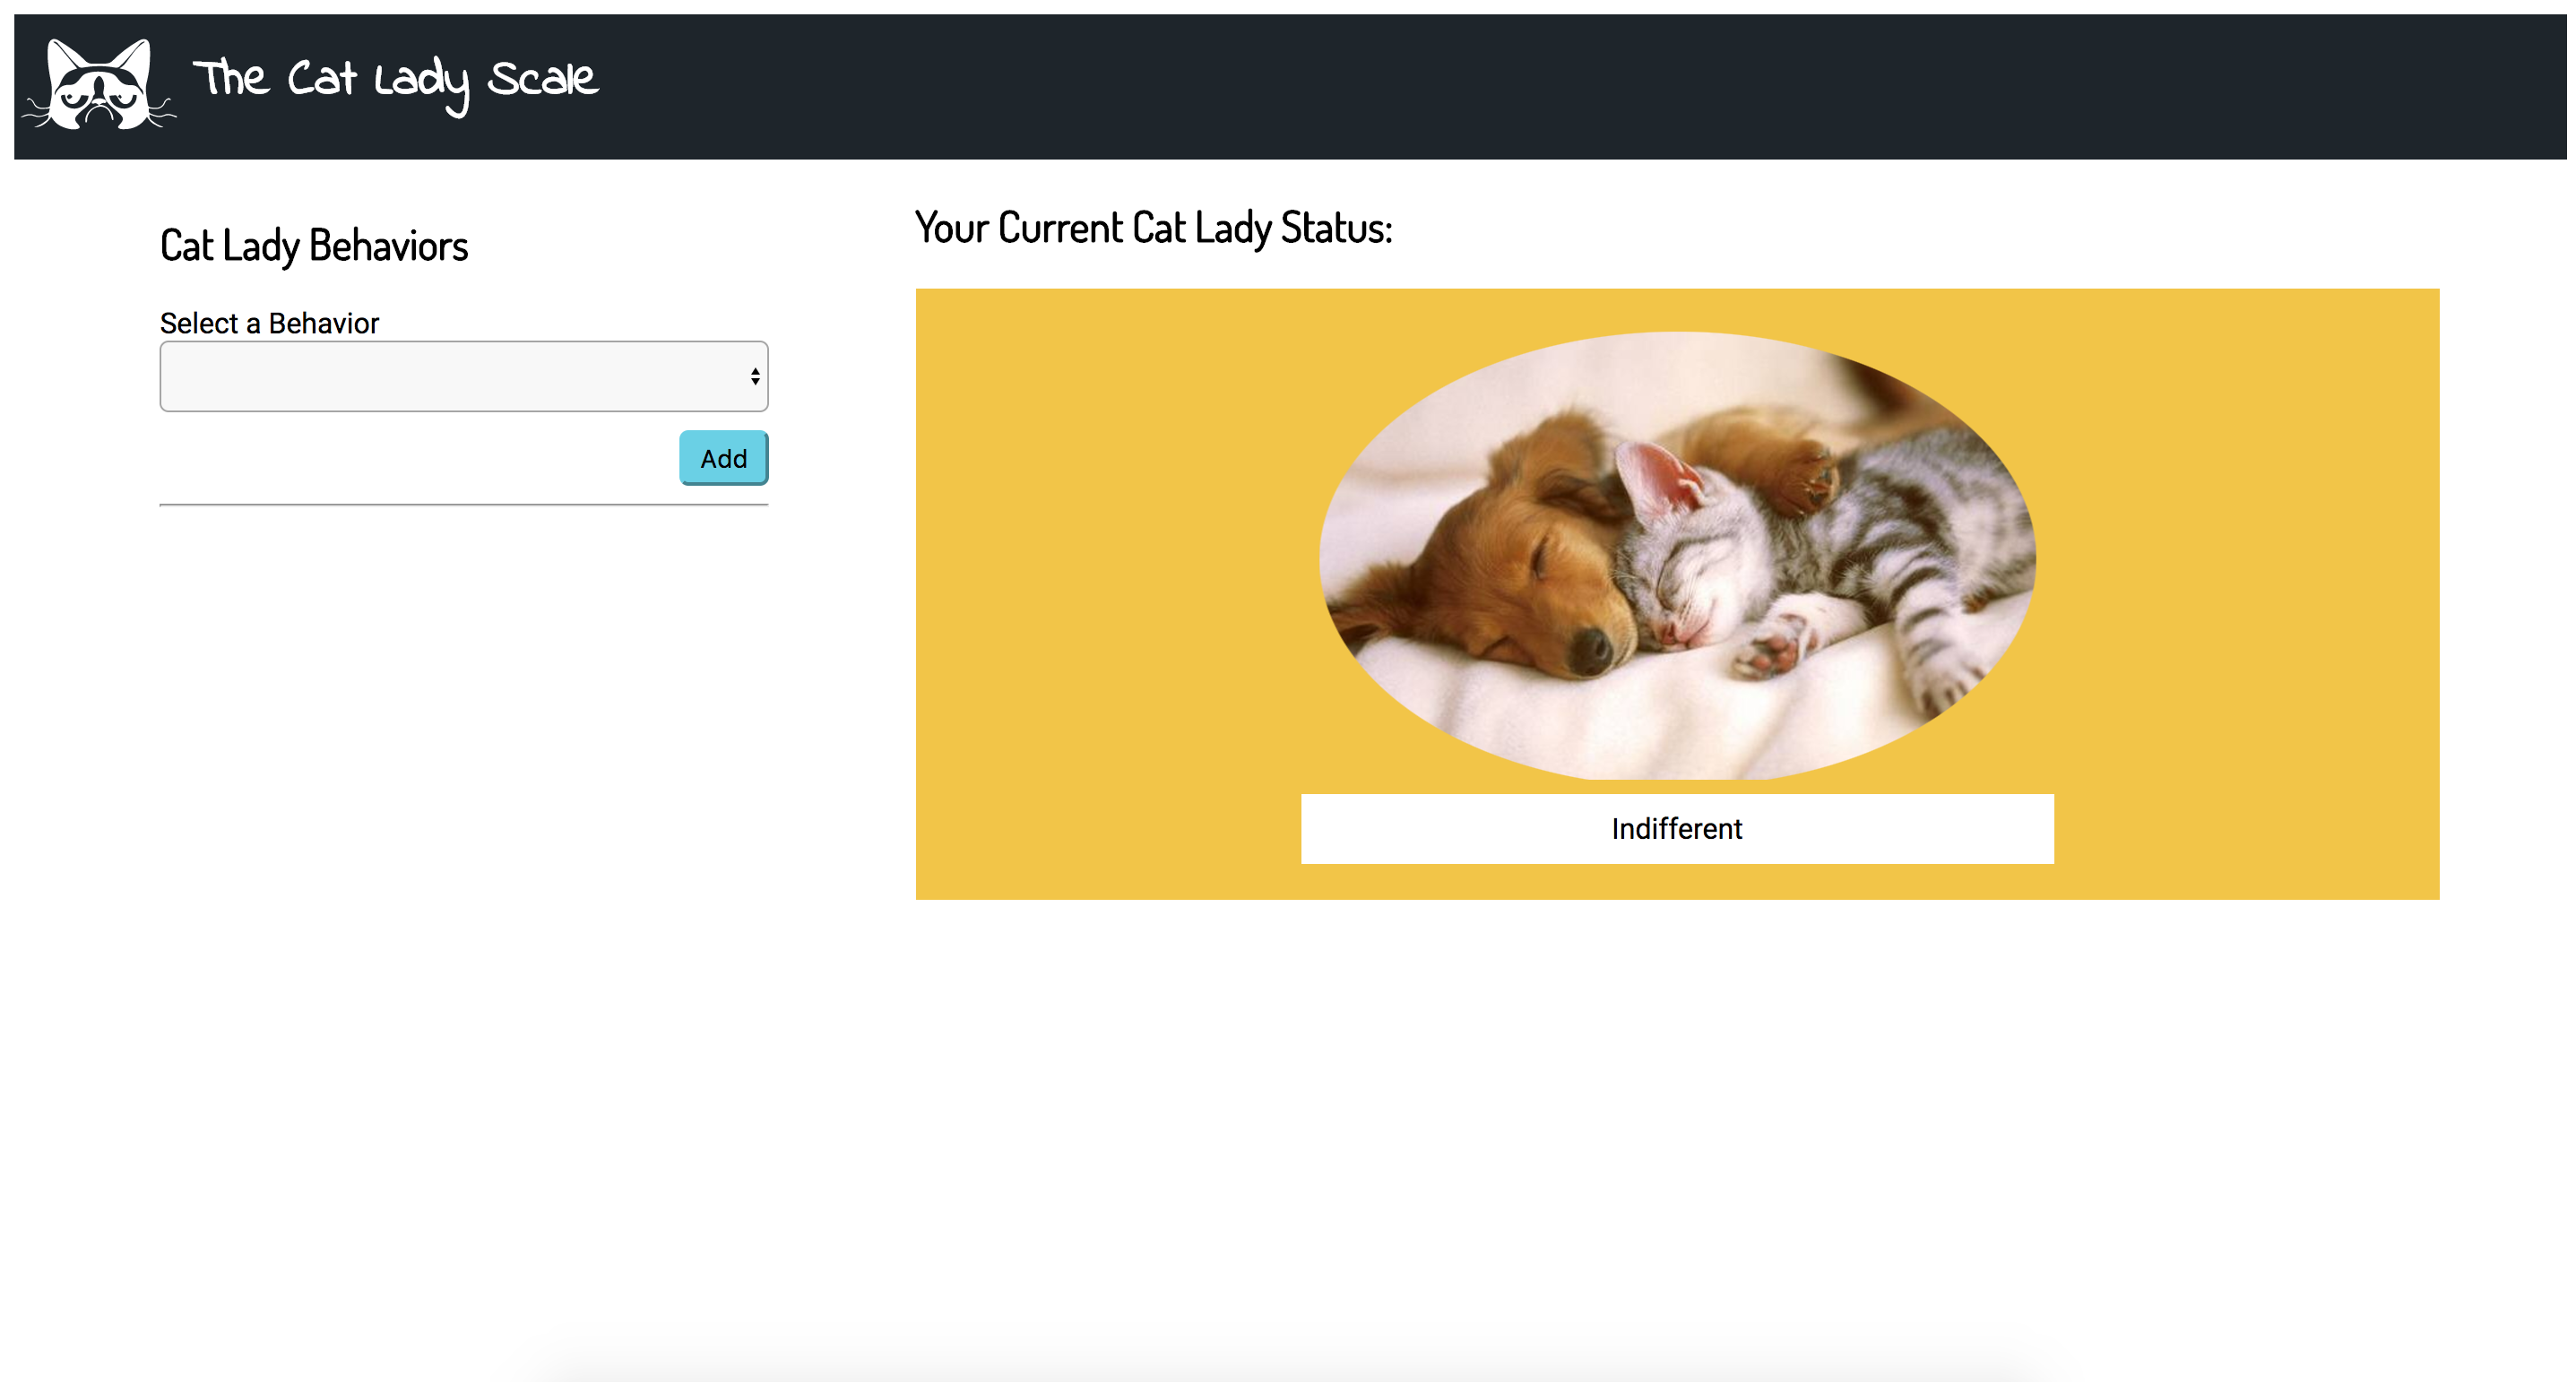 The Cat Lady Scale
Cat Lady Behaviors
Select a Behavior
Add
Your Current Cat Lady Status:
Indifferent